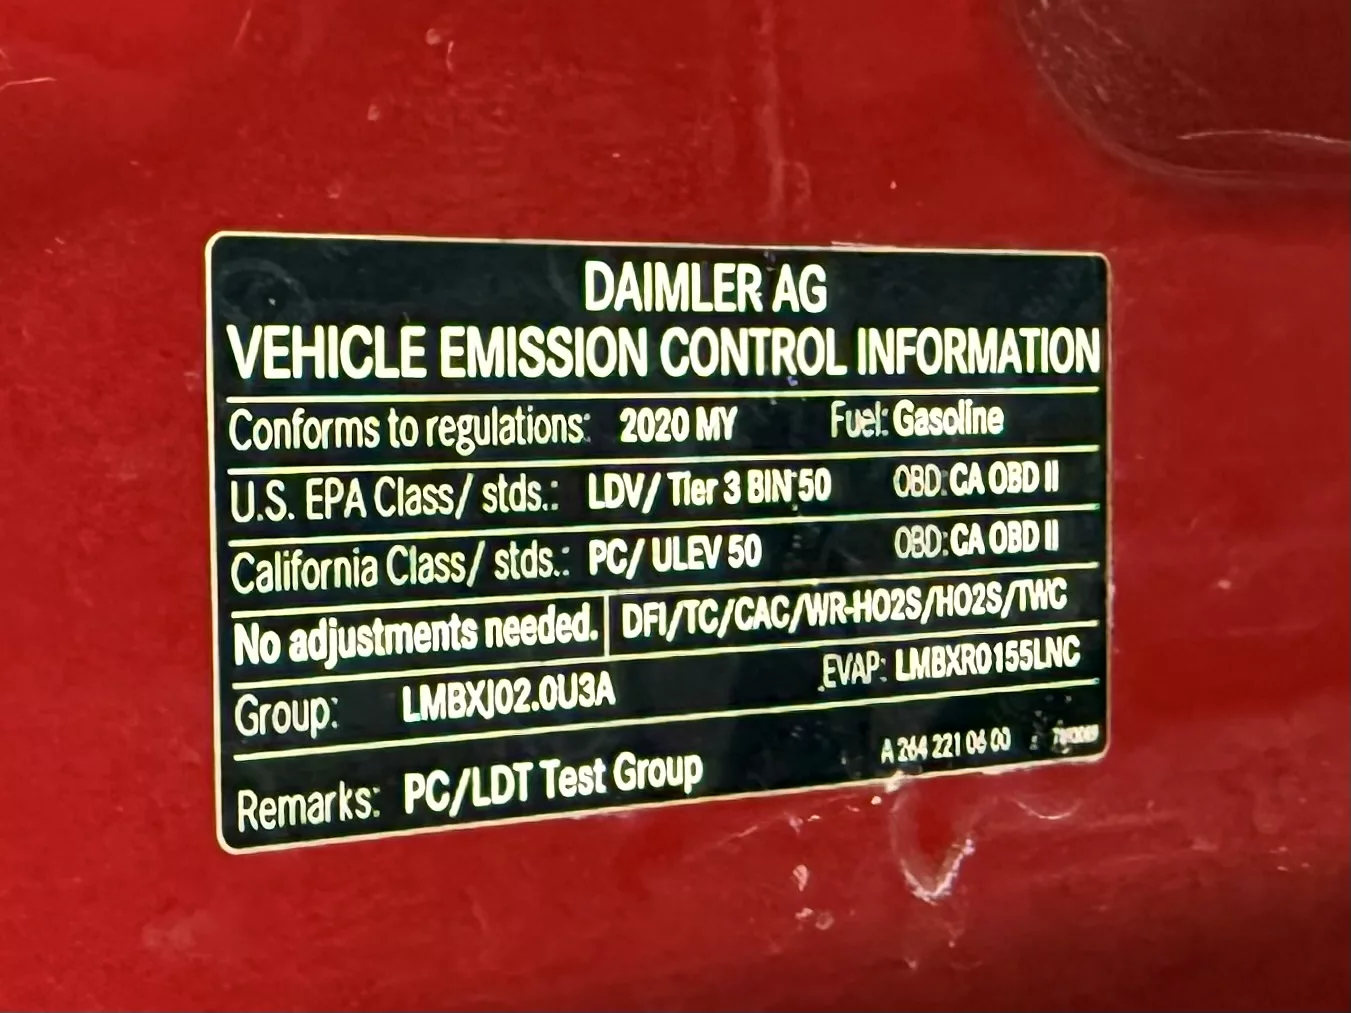 DAIMLER AG
VEHICLE EMISSION CONTROL INFORMATION
Conforms to regulations: 2020 MY Fuel: Gasoline
U.S. EPA Class/ stds.: LDV/ Tier 3 BIN 50 OBD: CA OBD II
California Class/ stds.: PC/ ULEV 50 OBD: CA OBD II
No adjustments needed. DFI/TC/CAC/WR-HO2S/HO2S/TWC
Group: LMBXJ02.0U3A EVAP: LMBXR0155LNC
Remarks: PC/LDT Test Group A 264 221 06 00